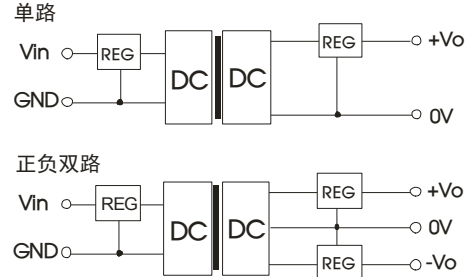 单路
Vin REG DC DC REG +Vo
GND 0V
正负双路
Vin REG DC DC REG +Vo
0V
GND REG -Vo